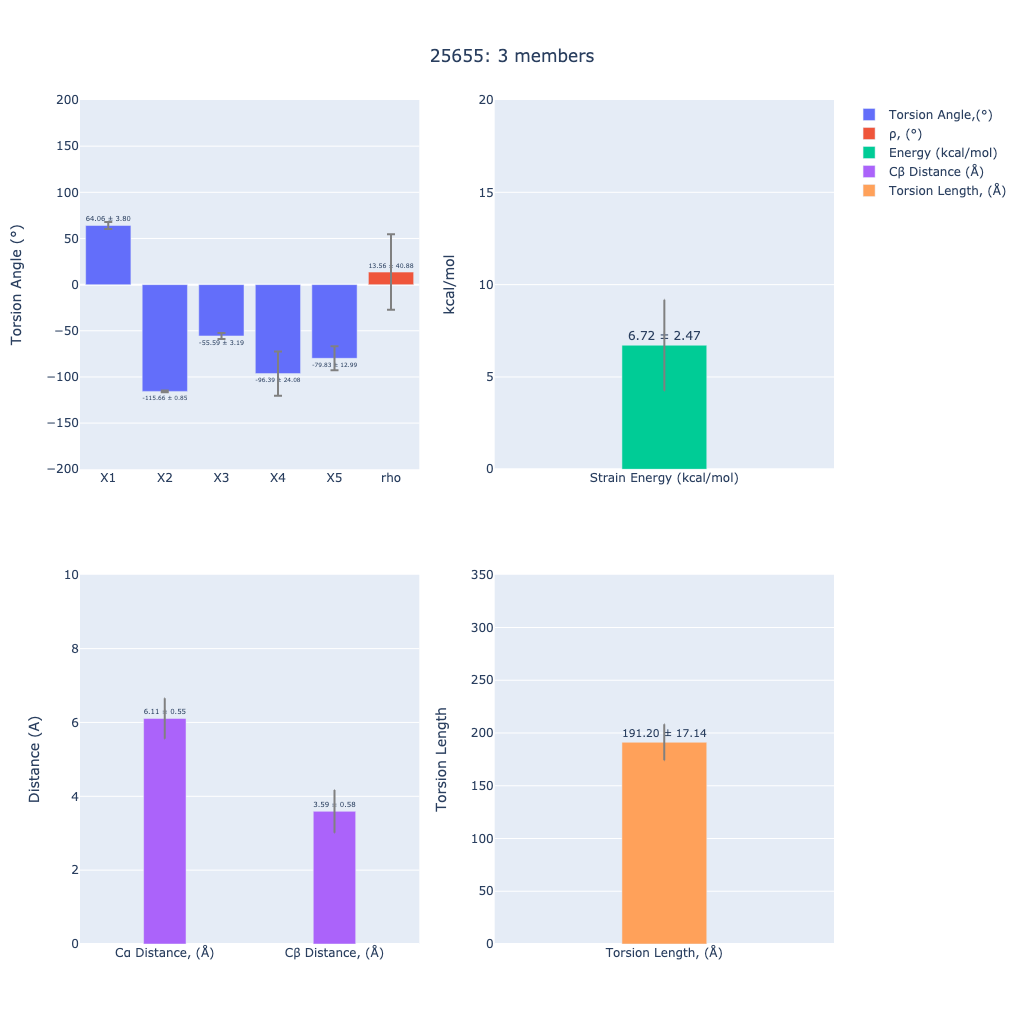 25655: 3 members
200
150
100
50
0
−50
−100
−150
−200
Torsion Angle (°)
64.06 ± 3.80
-115.66 ± 0.85
-55.59 ± 3.19
-96.39 ± 24.08
-79.83 ± 12.99
13.56 ± 40.88
X1 X2 X3 X4 X5 rho
20
15
10
5
0
kcal/mol
6.72 ± 2.47
Strain Energy (kcal/mol)
Torsion Angle,(°)
ρ, (°)
Energy (kcal/mol)
Cβ Distance (Å)
Torsion Length, (Å)
10
8
6
4
2
0
Distance (A)
6.11 ± 0.55
3.59 ± 0.58
Cα Distance, (Å) Cβ Distance, (Å)
350
300
250
200
150
100
50
0
Torsion Length
191.20 ± 17.14
Torsion Length, (Å)